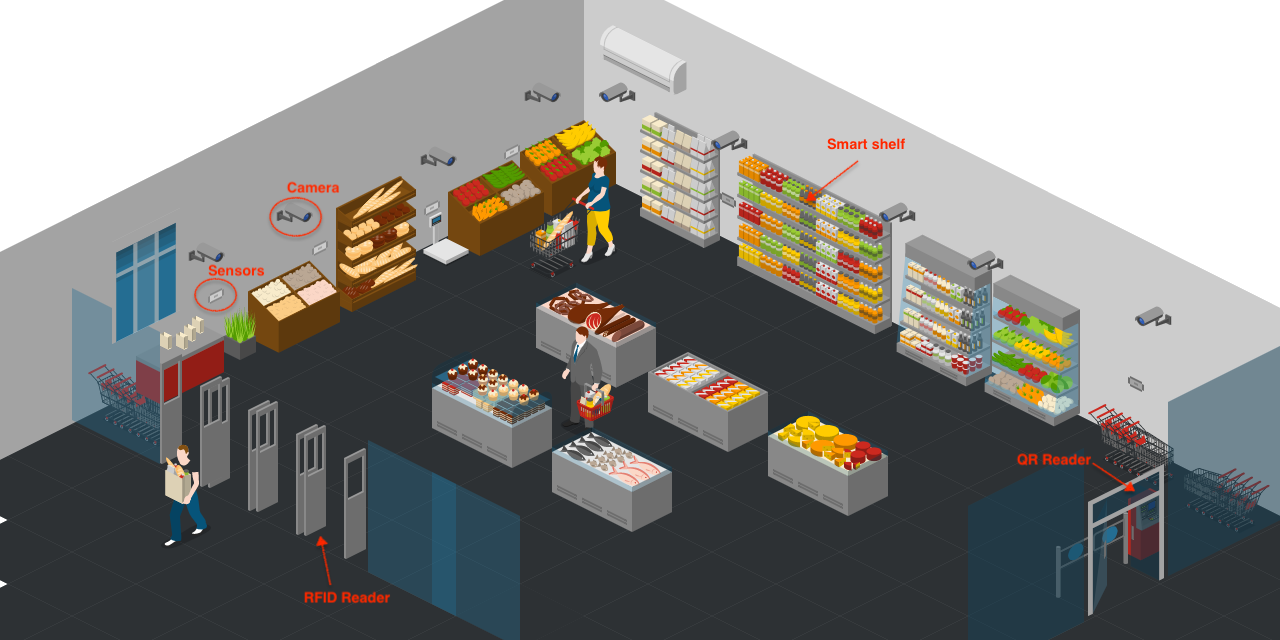 Smart shelf
Camera
Sensors
QR Reader
RFID Reader